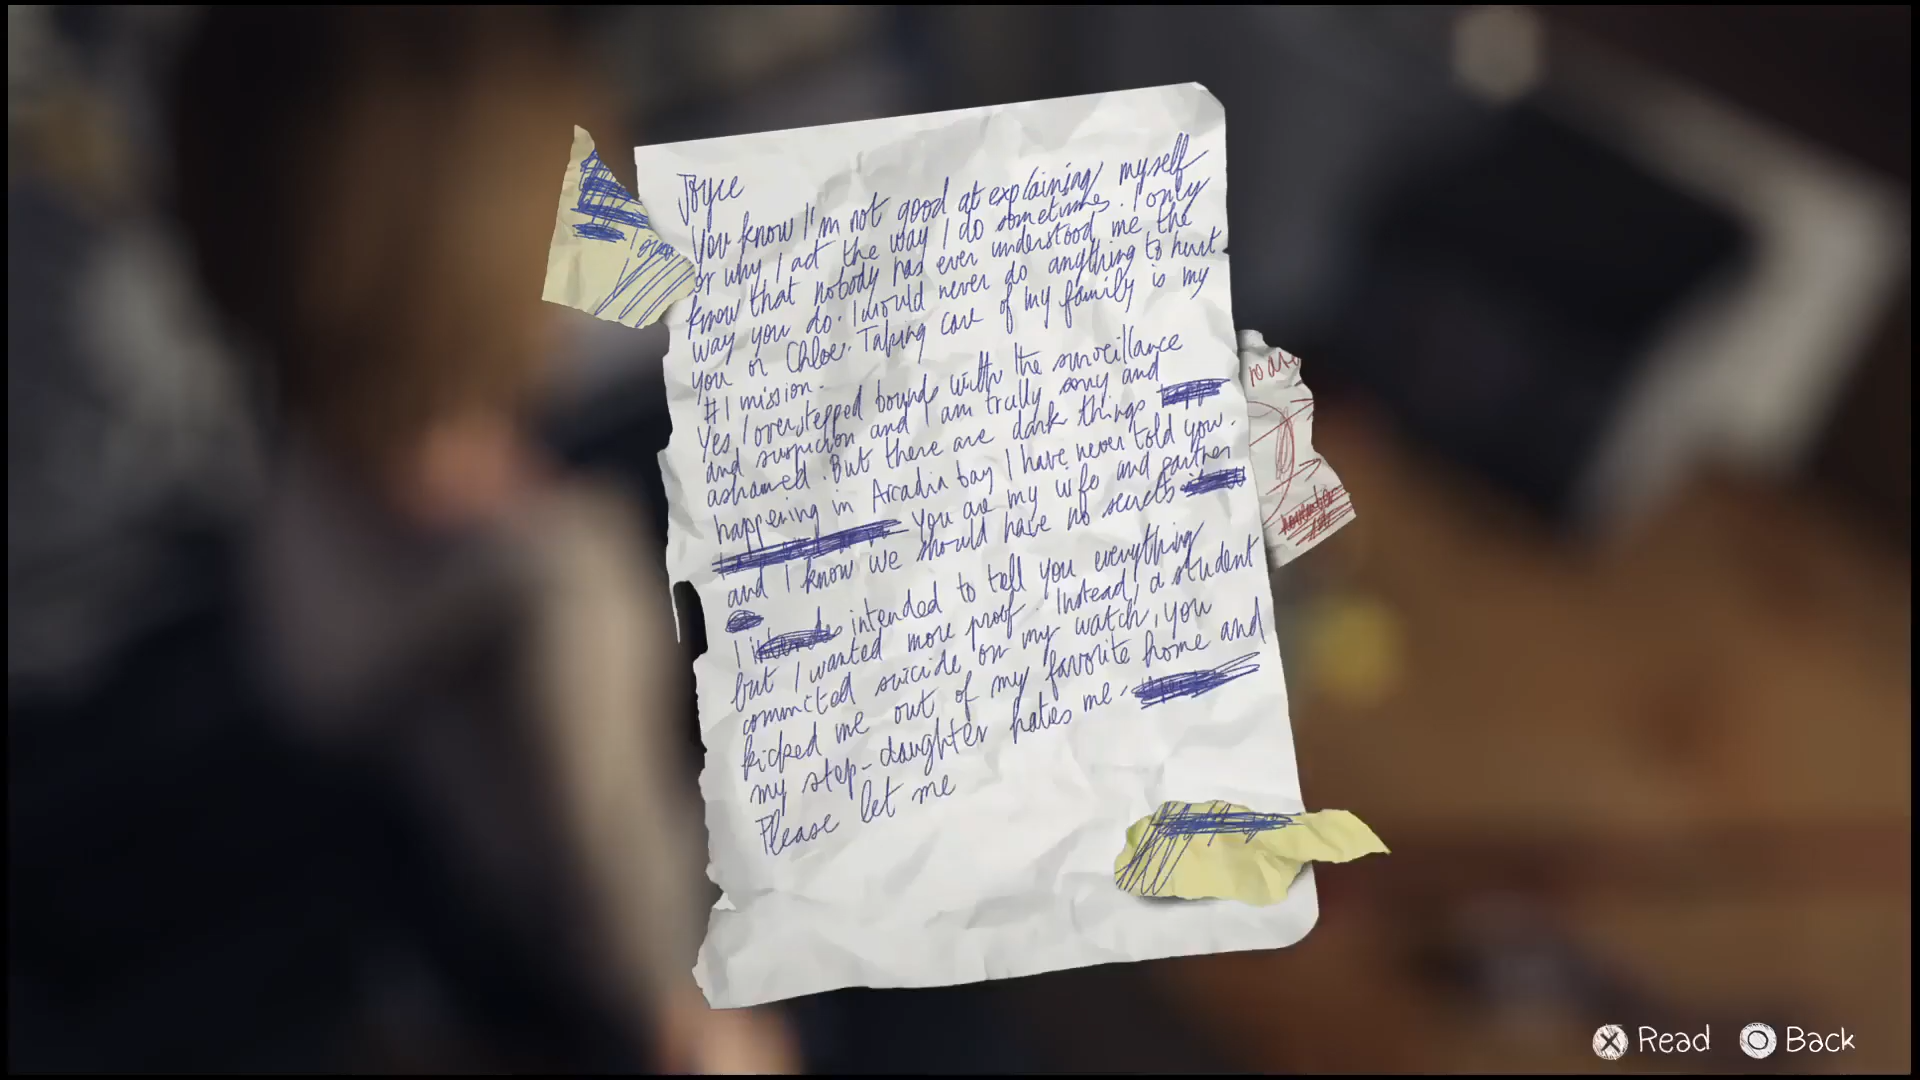 Joyce
You know I'm not good at explaining myself
or why I act the way I do sometimes. I only
know that nobody has ever understood me the
way you do. I would never do anything to hurt
you or Chloe. Taking care of my family is my
#1 mission.
Yes I overstepped bounds with the surveillance
and suspicion and I am trully sorry and
ashamed. But there are dark things
happening in Arcadia bay I have never told you.
You are my wife and partner
and I know we should have no secrets
I intended to tell you everything
but I wanted more proof. Instead, a student
committed suicide on my watch, you
kicked me out of my favorite home and
my step-daughter hates me.
Please let me
Read
Back